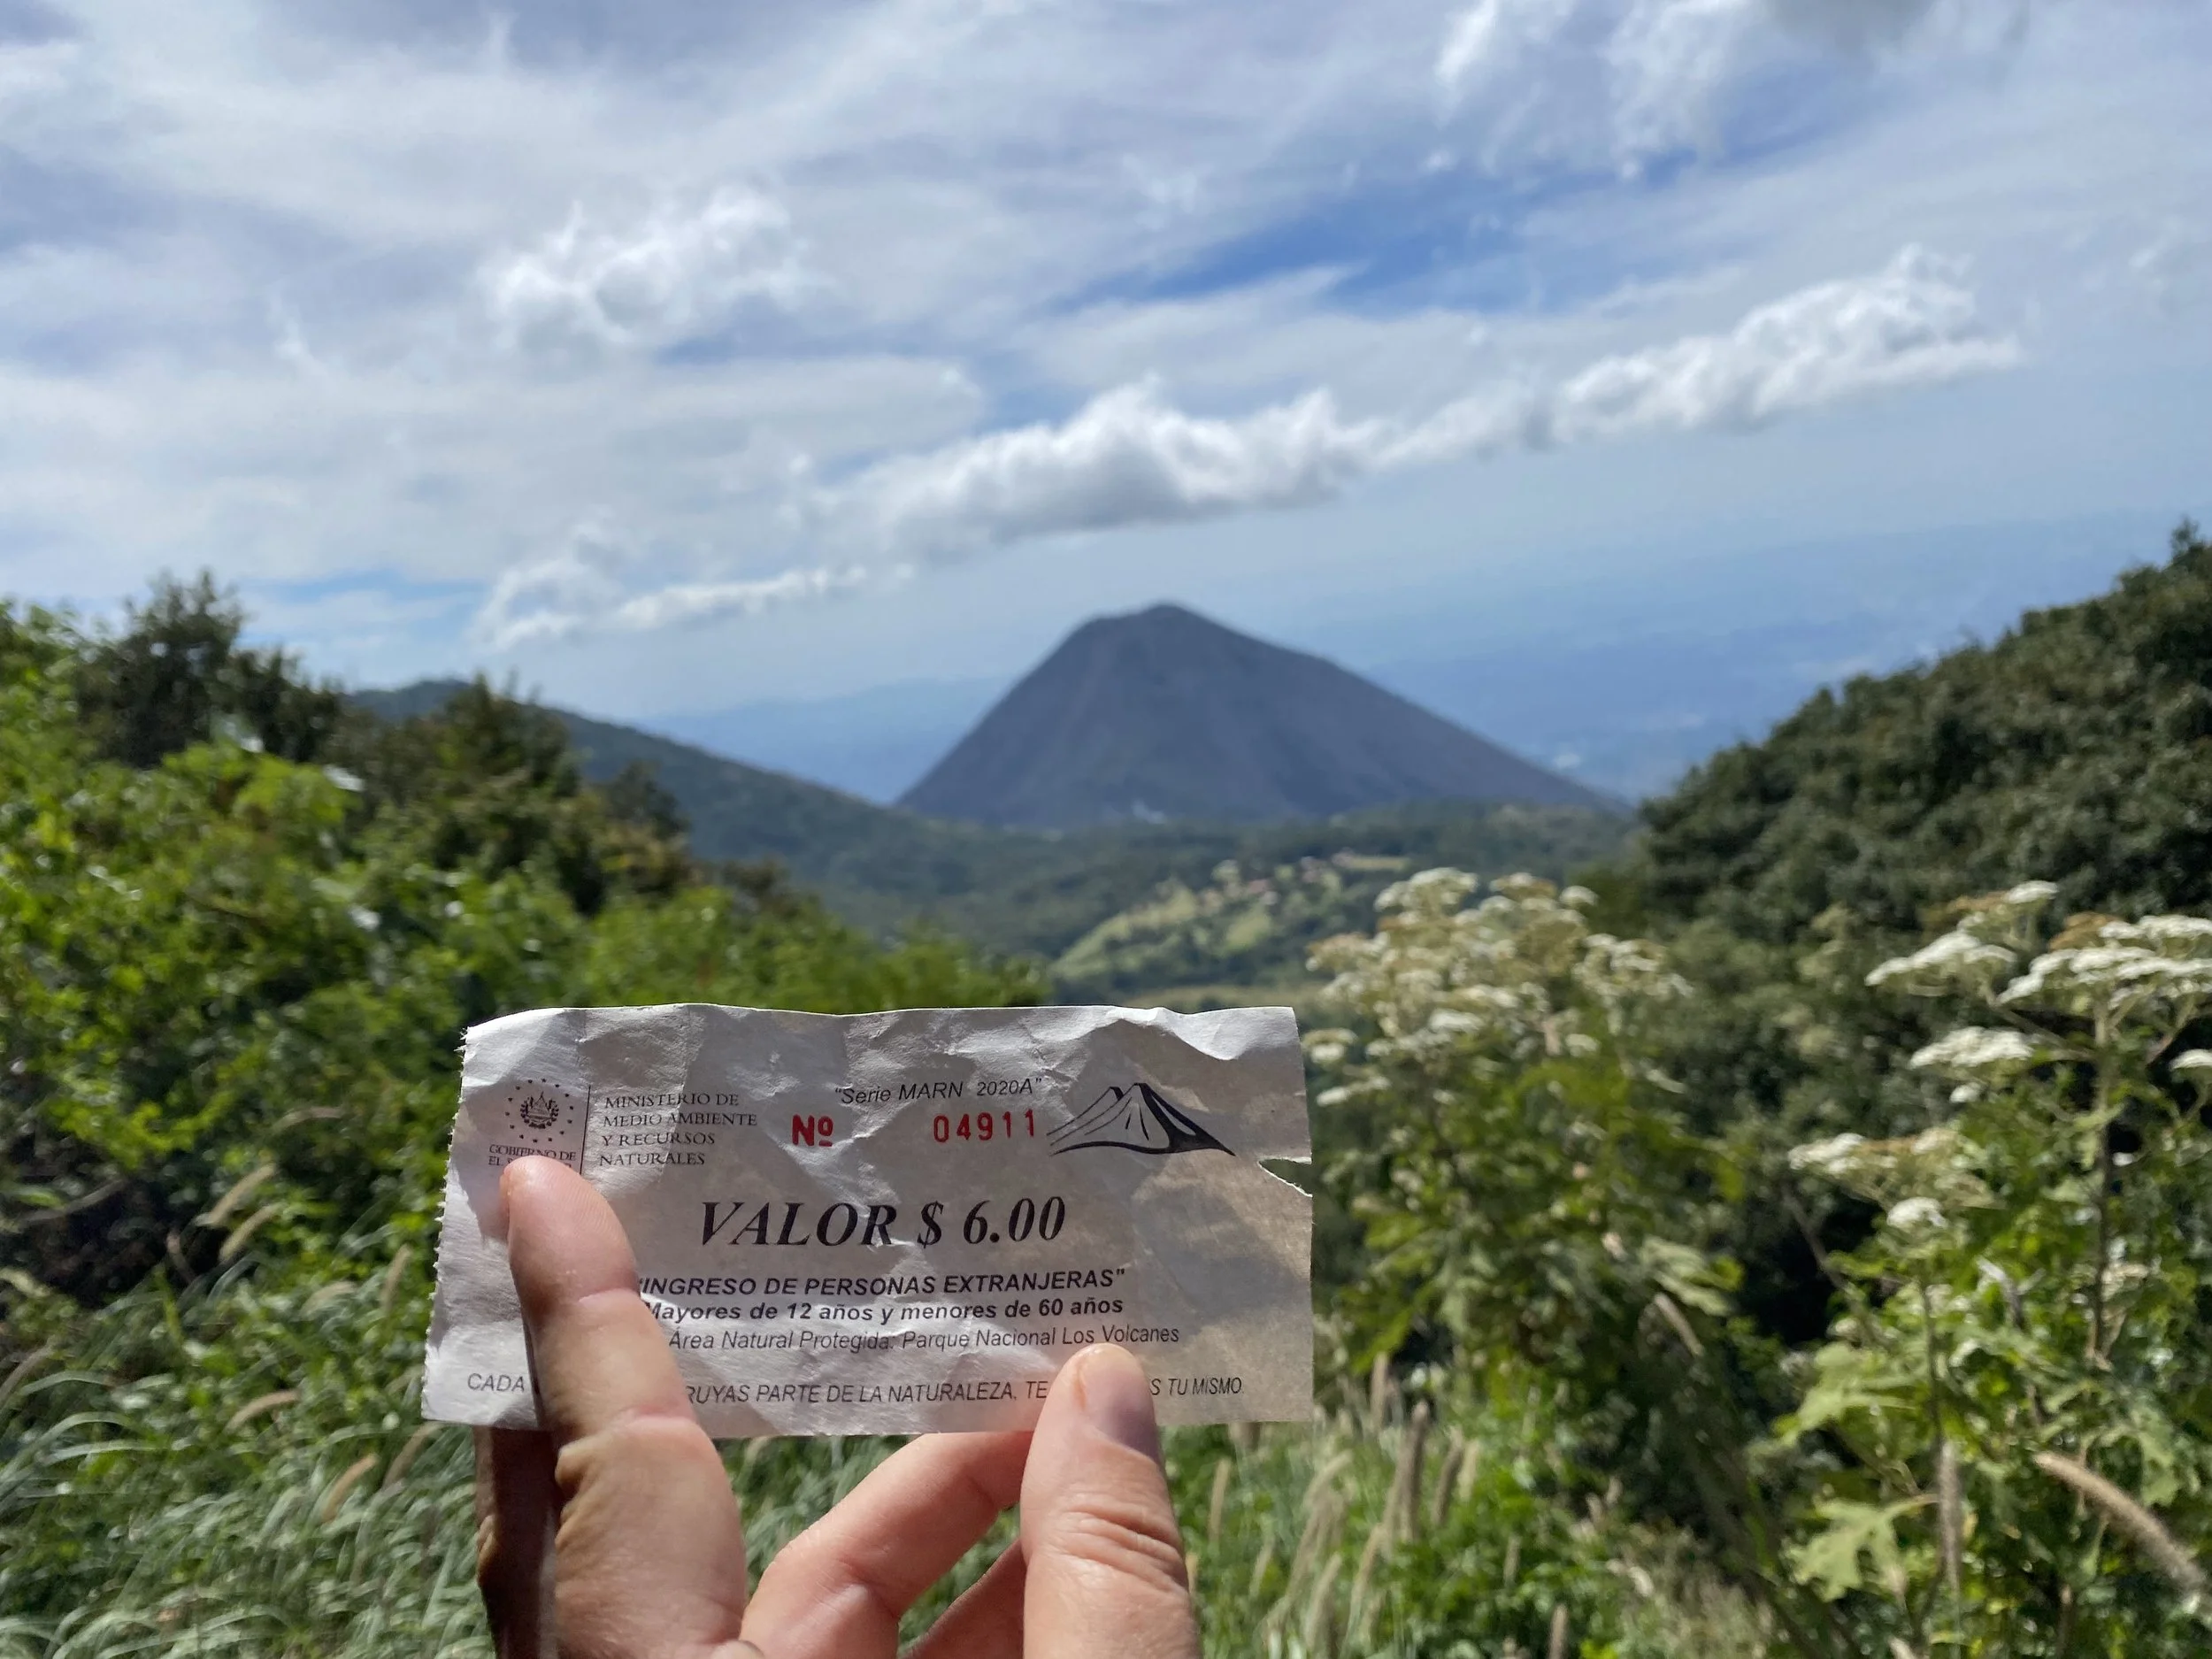 "Serie MARN 2020A"
MINISTERIO DE
MEDIO AMBIENTE
Y RECURSOS
NATURALES
Nº 04911
GOBIERNO DE
VALOR $ 6.00
"INGRESO DE PERSONAS EXTRANJERAS"
Mayores de 12 años y menores de 60 años
Área Natural Protegida: Parque Nacional Los Volcanes
CADA PARTE DE LA NATURALEZA, TE TU MISMO